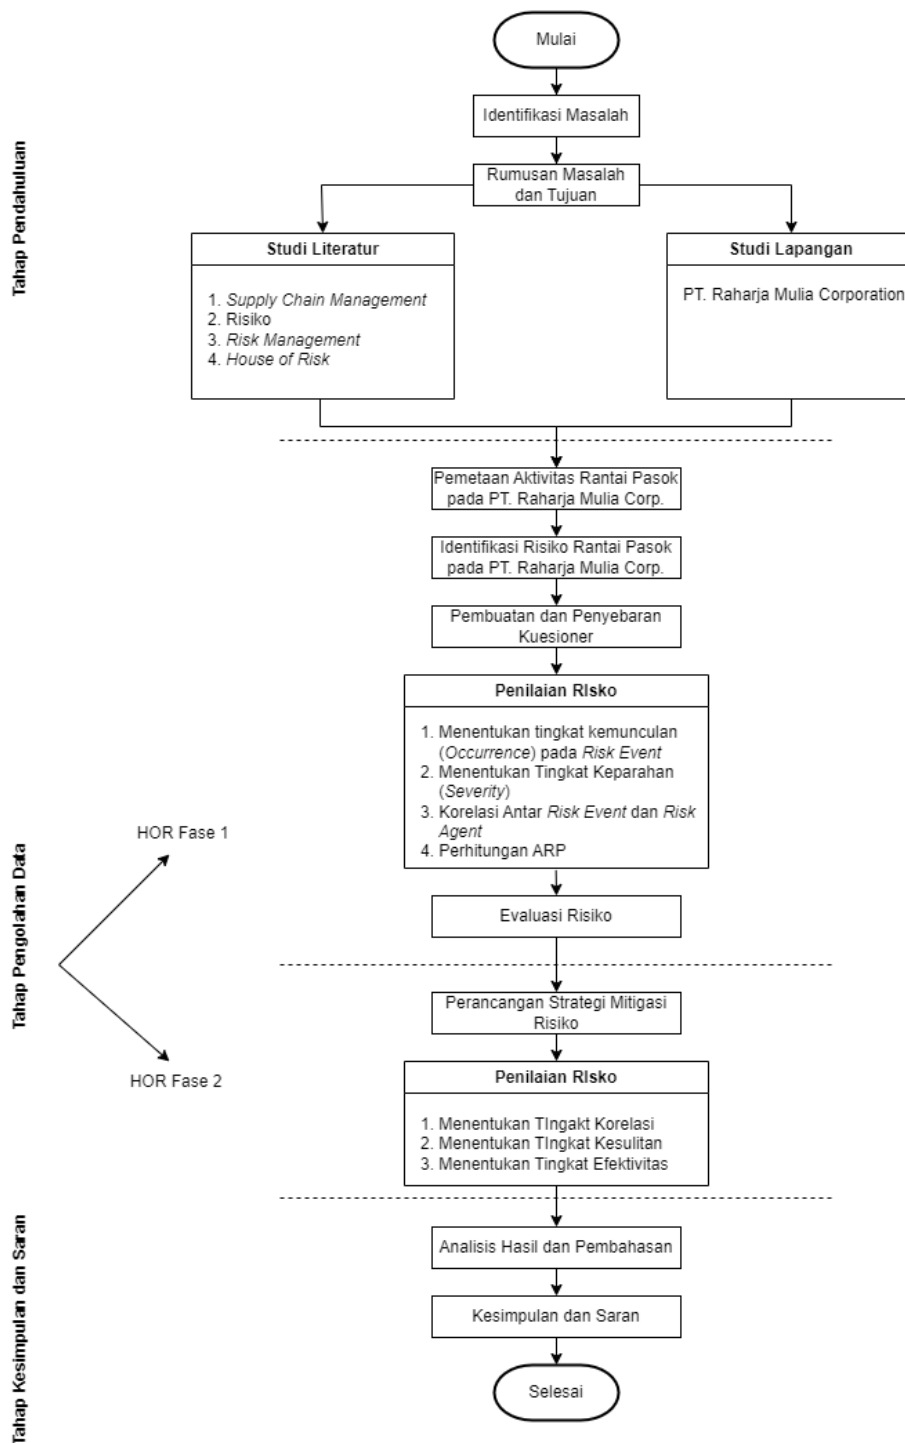 Mulai
Identifikasi Masalah
Tahap Pendahuluan
Rumusan Masalah
dan Tujuan
Studi Literatur
1. Supply Chain Management
2. Risiko
3. Risk Management
4. House of Risk
Studi Lapangan
PT. Raharja Mulia Corporation
Pemetaan Aktivitas Rantai Pasok
pada PT. Raharja Mulia Corp.
Identifikasi Risiko Rantai Pasok
pada PT. Raharja Mulia Corp.
Pembuatan dan Penyebaran
Kuesioner
Penilaian RIsko
1. Menentukan tingkat kemunculan
(Occurrence) pada Risk Event
2. Menentukan Tingkat Keparahan
(Severity)
3. Korelasi Antar Risk Event dan Risk
Agent
4. Perhitungan ARP
Tahap Pengolahan Data
HOR Fase 1
Evaluasi Risiko
HOR Fase 2
Perancangan Strategi Mitigasi
Risiko
Penilaian RIsko
1. Menentukan TIngakt Korelasi
2. Menentukan TIngkat Kesulitan
3. Menentukan Tingkat Efektivitas
Tahap Kesimpulan dan Saran
Analisis Hasil dan Pembahasan
Kesimpulan dan Saran
Selesai